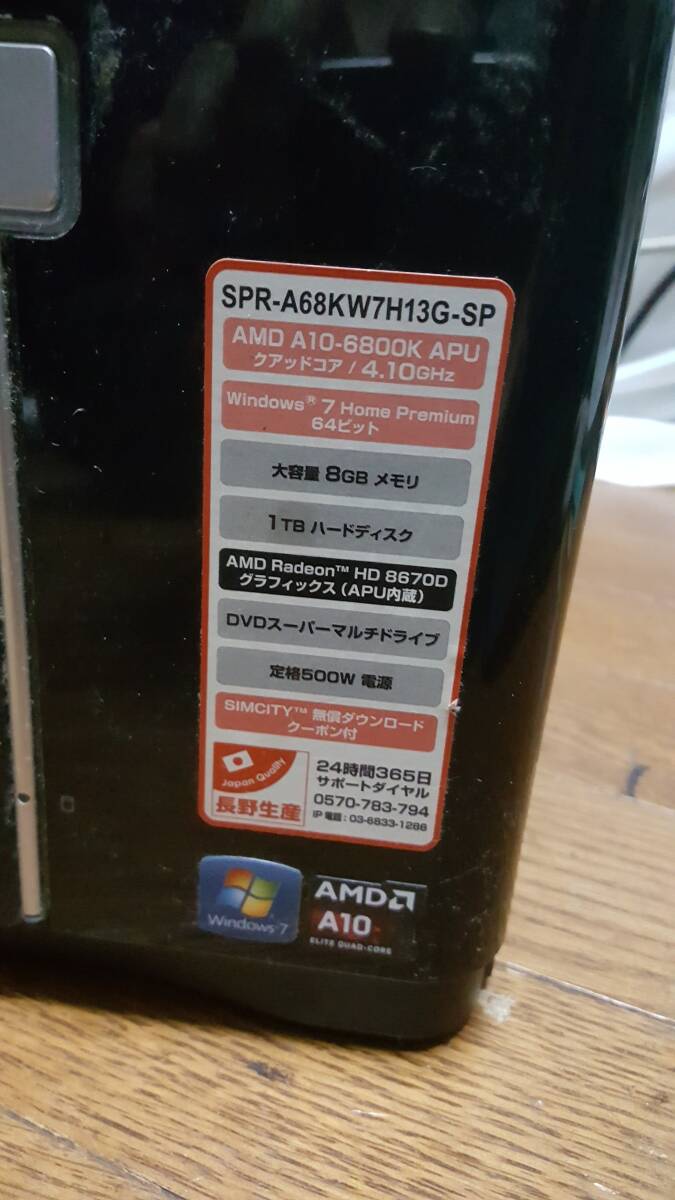 SPR-A68KW7H13G-SP
AMD A10-6800K APU
クアッドコア / 4.10GHz
Windows® 7 Home Premium
64ビット
大容量 8GB メモリ
1TB ハードディスク
AMD Radeon™ HD 8670D
グラフィックス（APU内蔵）
DVDスーパーマルチドライブ
定格500W 電源
SIMCITY™ 無償ダウンロード
クーポン付
Japan Quality
長野生産
24時間365日
サポートダイヤル
0570-783-794
IP電話：03-6833-1286
Windows 7
AMD
A10
ELITE QUAD-CORE